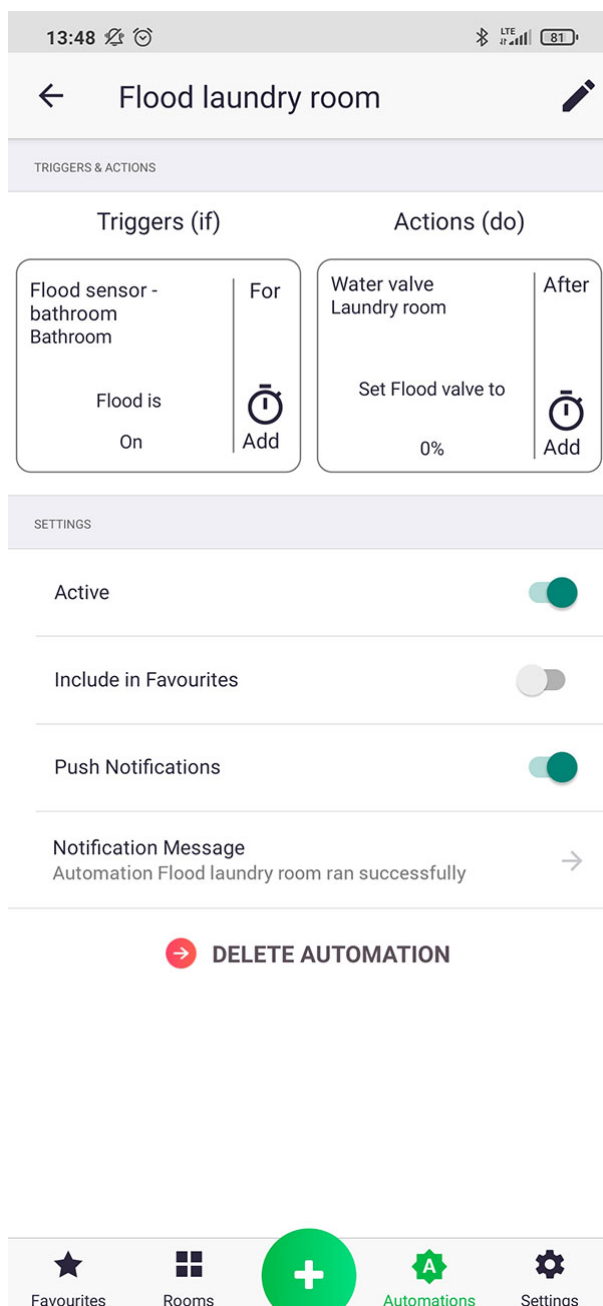 13:48
LTE
81
Flood laundry room
TRIGGERS & ACTIONS
Triggers (if)
Actions (do)
Flood sensor -
bathroom
Bathroom
Flood is
On
For
Add
Water valve
Laundry room
Set Flood valve to
0%
After
Add
SETTINGS
Active
Include in Favourites
Push Notifications
Notification Message
Automation Flood laundry room ran successfully
DELETE AUTOMATION
Favourites
Rooms
A
Automations
Settings